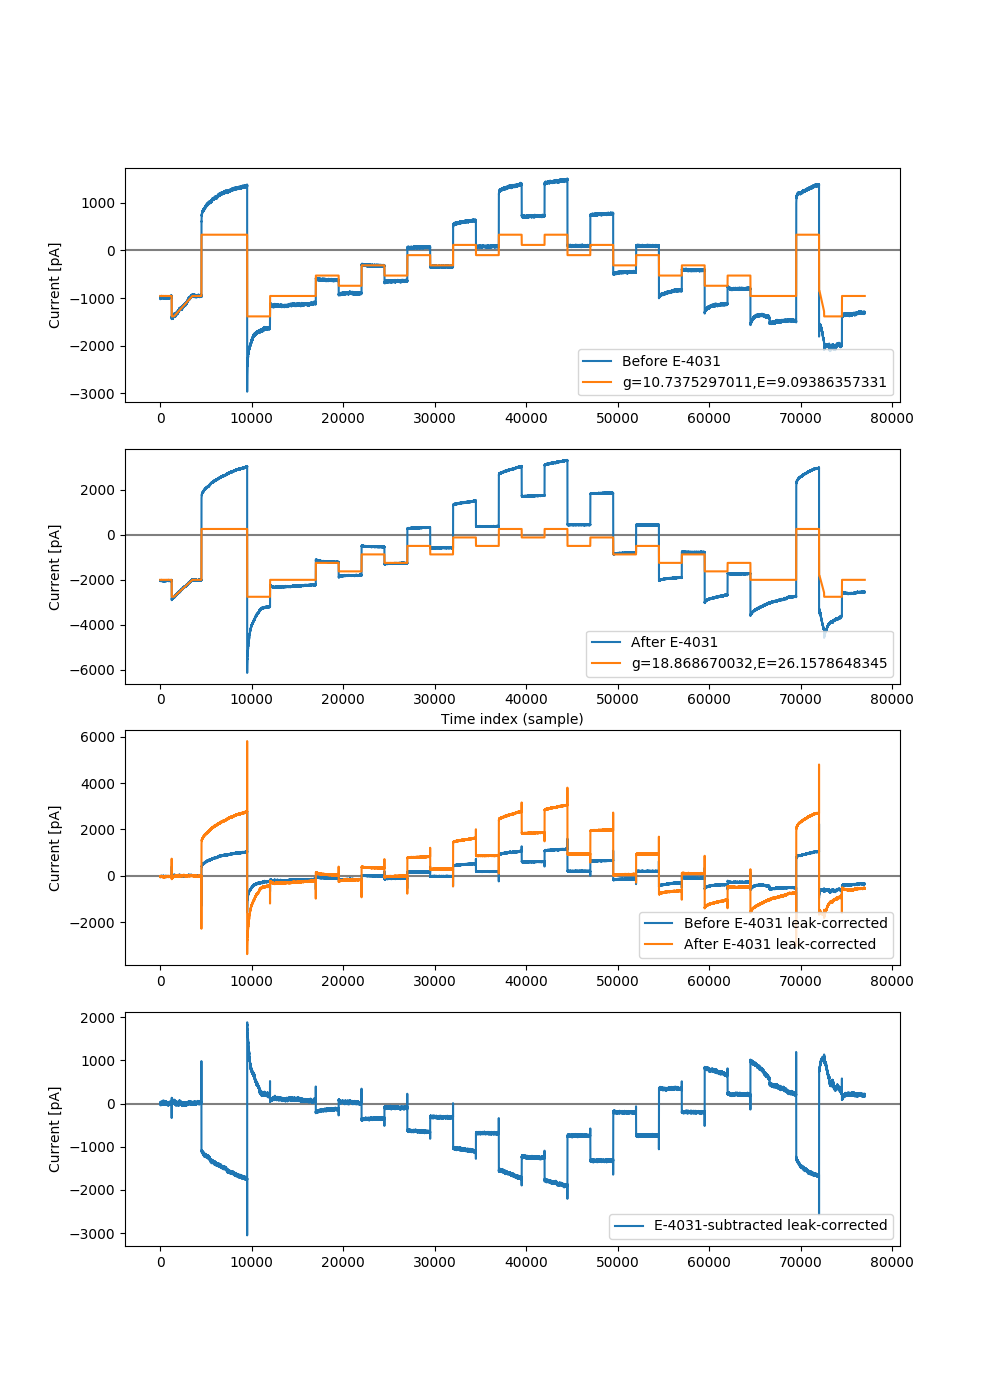 1000
0
−1000
−2000
−3000
Current [pA]
Before E-4031
g=10.7375297011,E=9.09386357331
0 10000 20000 30000 40000 50000 60000 70000 80000
2000
0
−2000
−4000
−6000
Current [pA]
After E-4031
g=18.868670032,E=26.1578648345
0 10000 20000 30000 40000 50000 60000 70000 80000
Time index (sample)
6000
4000
2000
0
−2000
Current [pA]
Before E-4031 leak-corrected
After E-4031 leak-corrected
0 10000 20000 30000 40000 50000 60000 70000 80000
2000
1000
0
−1000
−2000
−3000
Current [pA]
E-4031-subtracted leak-corrected
0 10000 20000 30000 40000 50000 60000 70000 80000